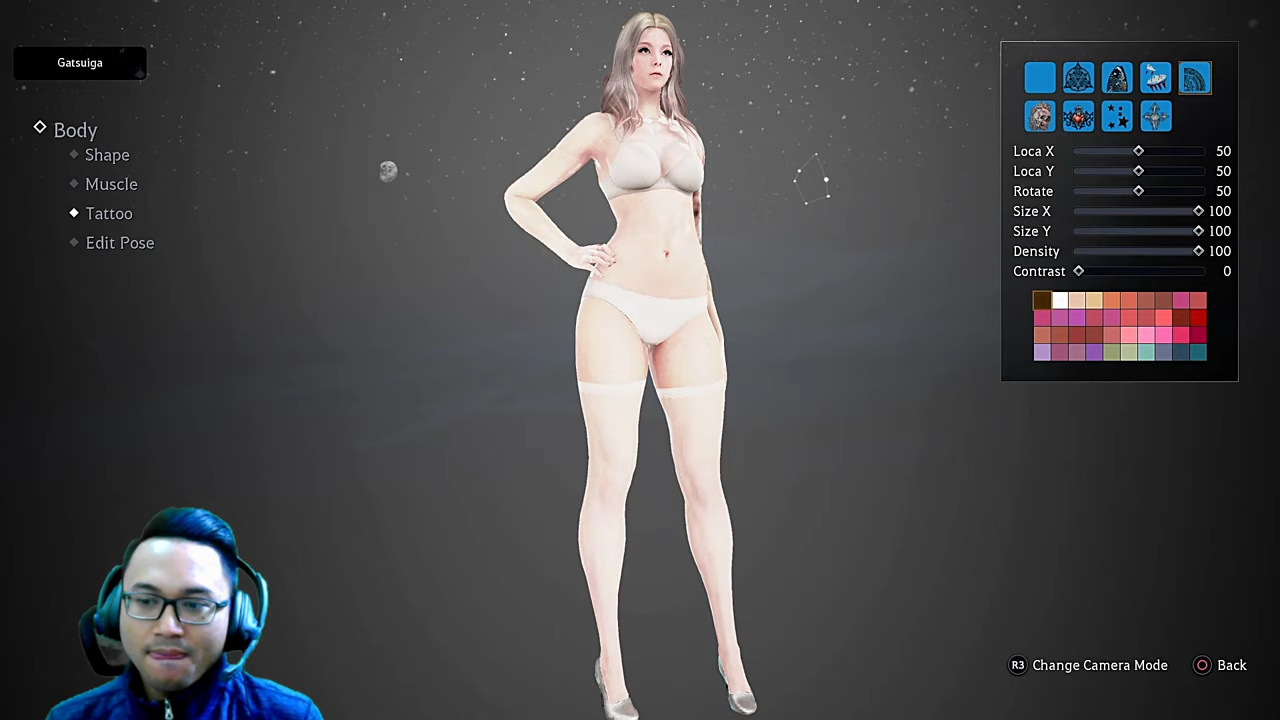 Gatsuiga
Body
Shape
Muscle
Tattoo
Edit Pose
Loca X 50
Loca Y 50
Rotate 50
Size X 100
Size Y 100
Density 100
Contrast 0
R3 Change Camera Mode Back